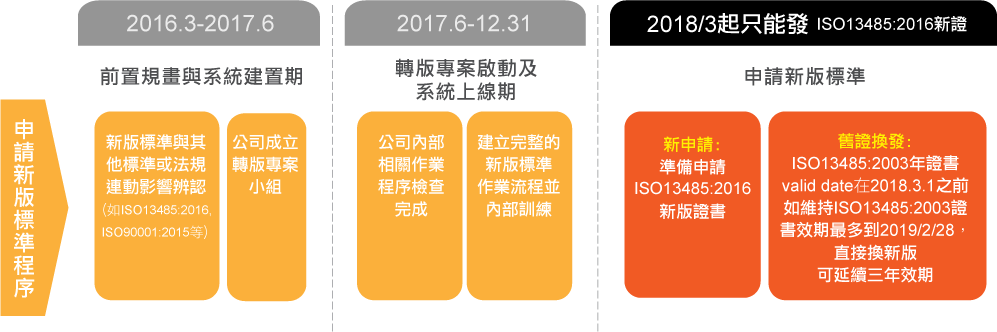 申請新版標準程序
2016.3-2017.6
前置規畫與系統建置期
新版標準與其
他標準或法規
連動影響辨認
(如ISO13485:2016,
ISO90001:2015等)
公司成立
轉版專案
小組
2017.6-12.31
轉版專案啟動及
系統上線期
公司內部
相關作業
程序檢查
完成
建立完整的
新版標準
作業流程並
內部訓練
2018/3起只能發 ISO13485:2016新證
申請新版標準
新申請：
準備申請
ISO13485:2016
新版證書
舊證換發：
ISO13485:2003年證書
valid date在2018.3.1之前
如維持ISO13485:2003證
書效期最多到2019/2/28，
直接換新版
可延續三年效期